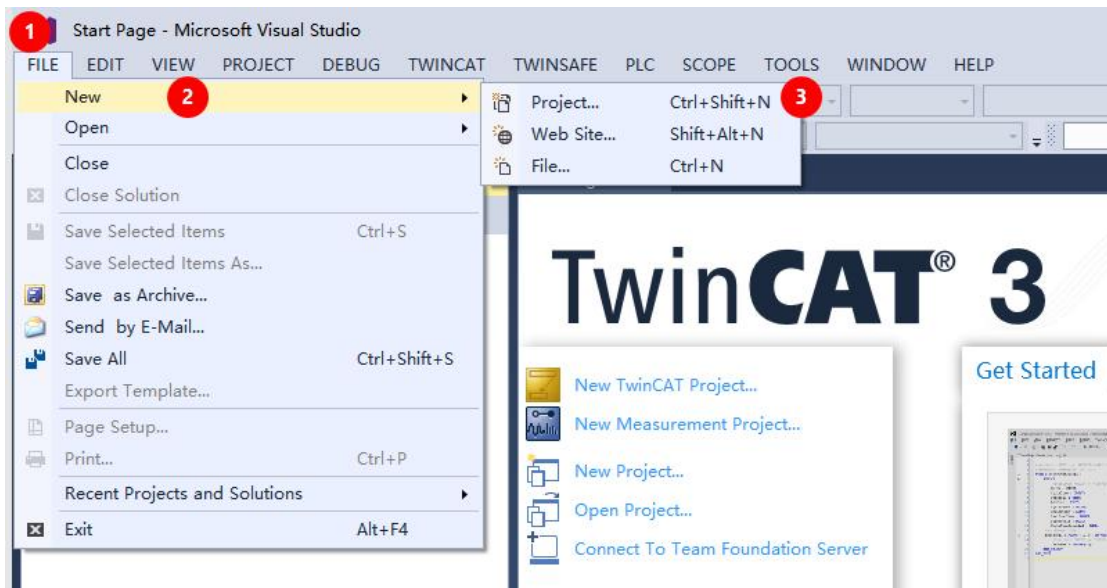 1 Start Page - Microsoft Visual Studio
FILE EDIT VIEW PROJECT DEBUG TWINCAT TWINSAFE PLC SCOPE TOOLS WINDOW HELP
New 2
Project... Ctrl+Shift+N 3
Open
Web Site... Shift+Alt+N
Close
File... Ctrl+N
Close Solution
Save Selected Items Ctrl+S
Save Selected Items As...
Save as Archive...
Send by E-Mail...
Save All Ctrl+Shift+S
Export Template...
Page Setup...
Print... Ctrl+P
Recent Projects and Solutions
Exit Alt+F4
TwinCAT® 3
New TwinCAT Project...
New Measurement Project...
New Project...
Open Project...
Connect To Team Foundation Server
Get Started